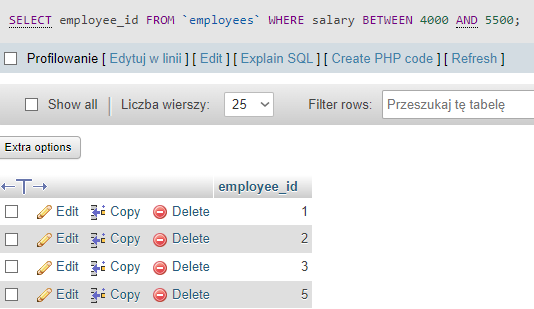 SELECT employee_id FROM `employees` WHERE salary BETWEEN 4000 AND 5500;
Profilowanie [ Edytuj w linii ] [ Edit ] [ Explain SQL ] [ Create PHP code ] [ Refresh ]
Show all | Liczba wierszy: 25 Filter rows: Przeszukaj tę tabelę
Extra options
←T→ employee_id
Edit Copy Delete 1
Edit Copy Delete 2
Edit Copy Delete 3
Edit Copy Delete 5